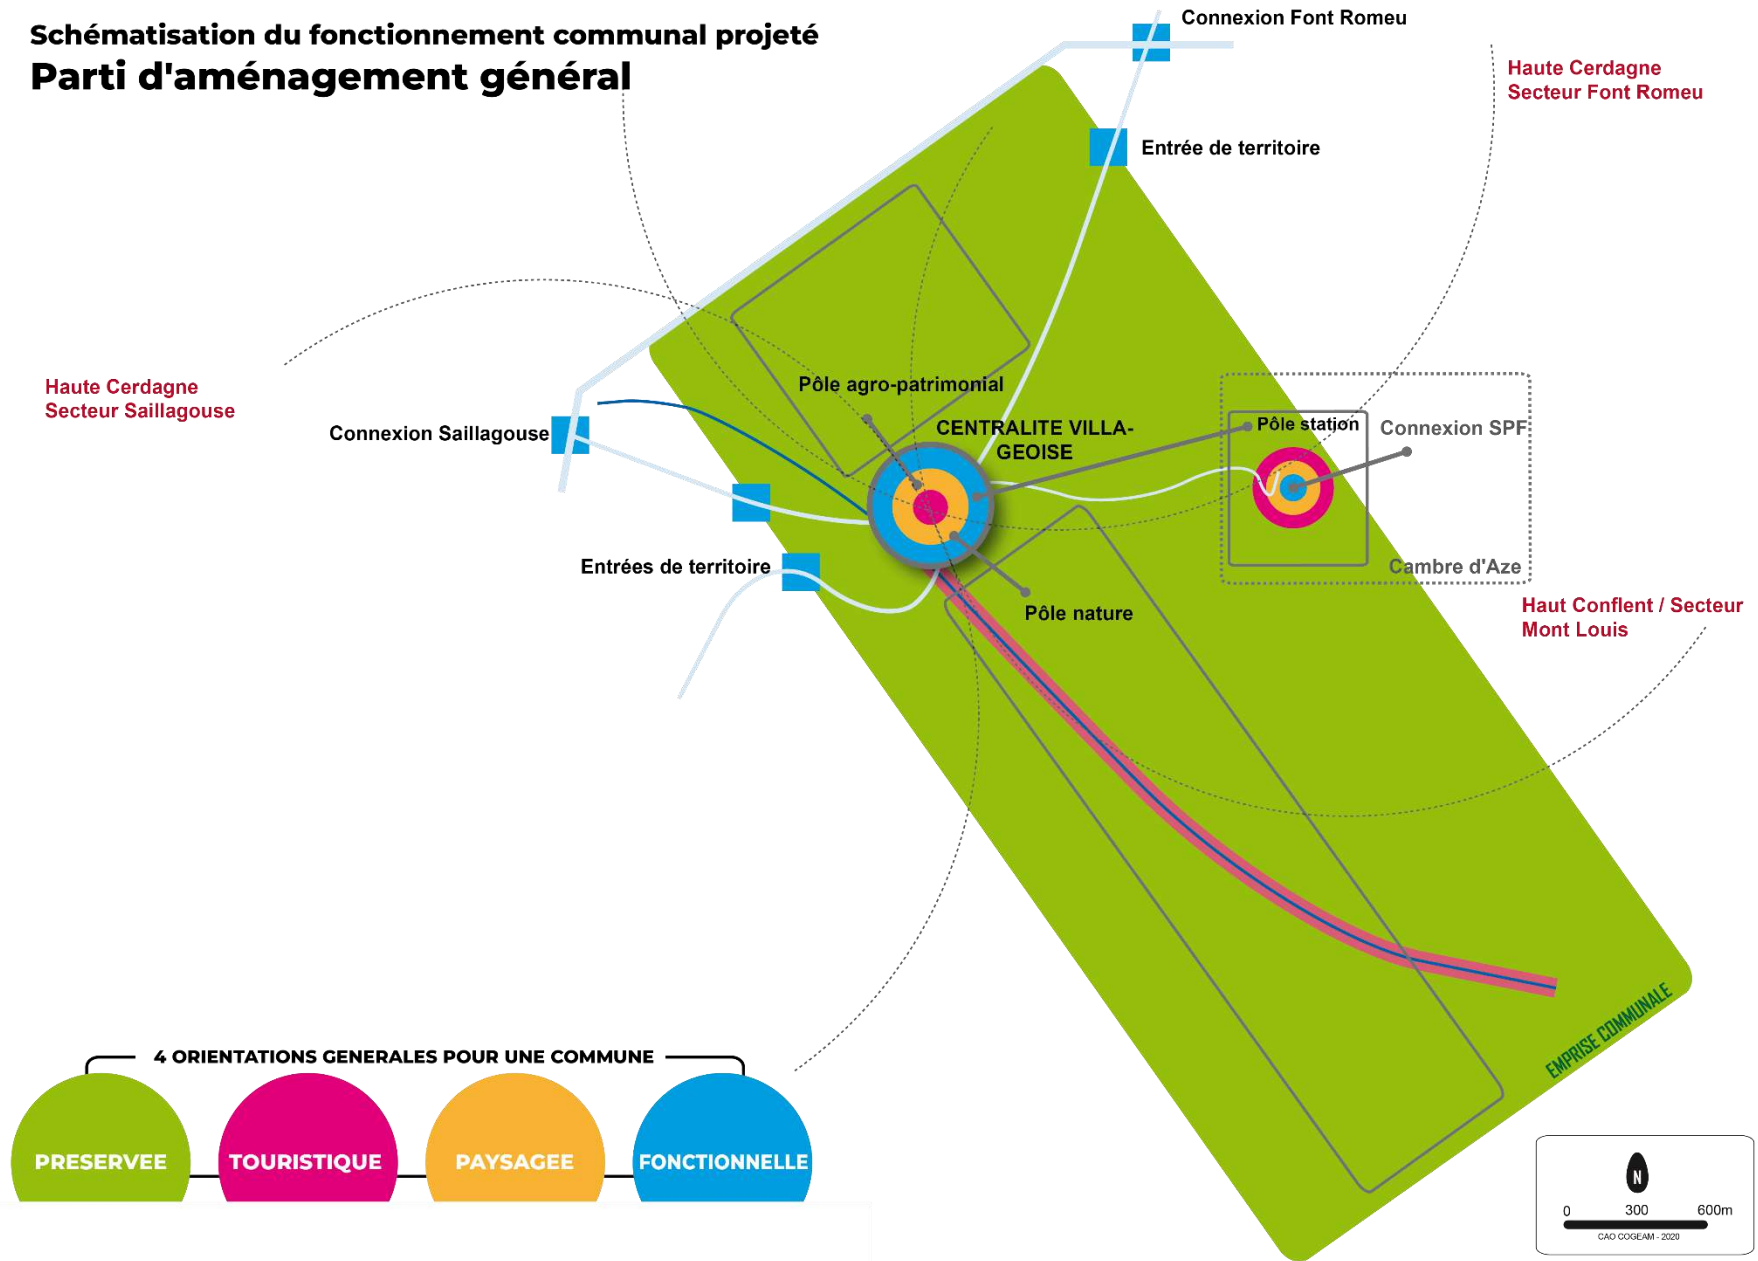 Schématisation du fonctionnement communal projeté
Parti d'aménagement général
Connexion Font Romeu
Haute Cerdagne
Secteur Font Romeu
Entrée de territoire
Haute Cerdagne
Secteur Saillagouse
Pôle agro-patrimonial
Connexion Saillagouse
CENTRALITE VILLA-
GEOISE
Pôle station
Connexion SPF
Entrées de territoire
Cambre d'Aze
Pôle nature
Haut Conflent / Secteur
Mont Louis
EMPRISE COMMUNALE
4 ORIENTATIONS GENERALES POUR UNE COMMUNE
PRESERVEE
TOURISTIQUE
PAYSAGEE
FONCTIONNELLE
N
0 300 600m
CAO COGEAM - 2020